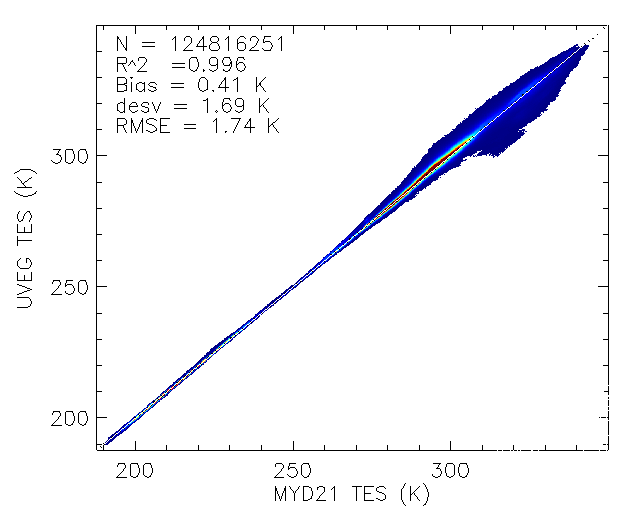 N = 124816251
R^2 =0.996
Bias = 0.41 K
desv = 1.69 K
RMSE = 1.74 K
UVEG TES (K)
300
250
200
200 250 300
MYD21 TES (K)